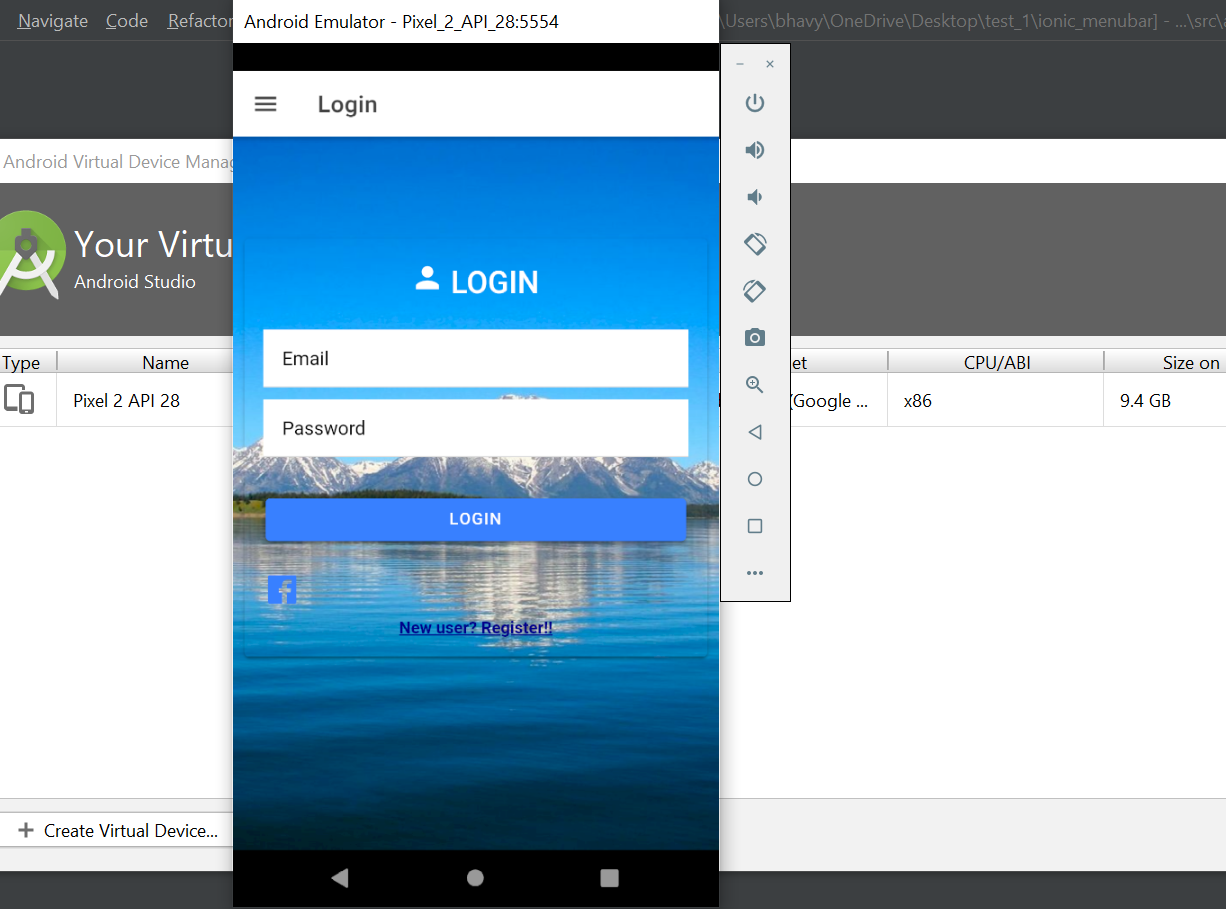 Navigate Code Refactor
Android Emulator - Pixel_2_API_28:5554
\Users\bhavy\OneDrive\Desktop\test_1\ionic_menubar] - ...\src\
Login
Android Virtual Device Manag
Your Virtu
Android Studio
LOGIN
Type Name et CPU/ABI Size on
Email
Pixel 2 API 28 (Google ... x86 9.4 GB
Password
LOGIN
New user? Register!!
Create Virtual Device...